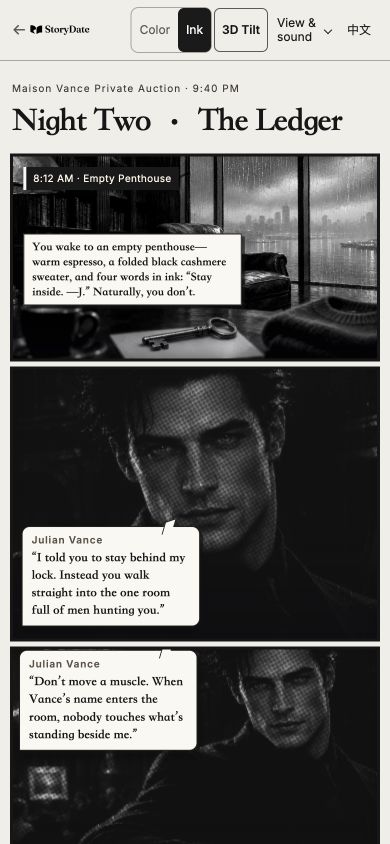 StoryDate
Color
Ink
3D Tilt
View &
sound
中文
Maison Vance Private Auction · 9:40 PM
Night Two · The Ledger
8:12 AM · Empty Penthouse
You wake to an empty penthouse—
warm espresso, a folded black cashmere
sweater, and four words in ink: “Stay
inside. —J.” Naturally, you don’t.
Julian Vance
“I told you to stay behind my
lock. Instead you walk
straight into the one room
full of men hunting you.”
Julian Vance
“Don’t move a muscle. When
Vance’s name enters the
room, nobody touches what’s
standing beside me.”